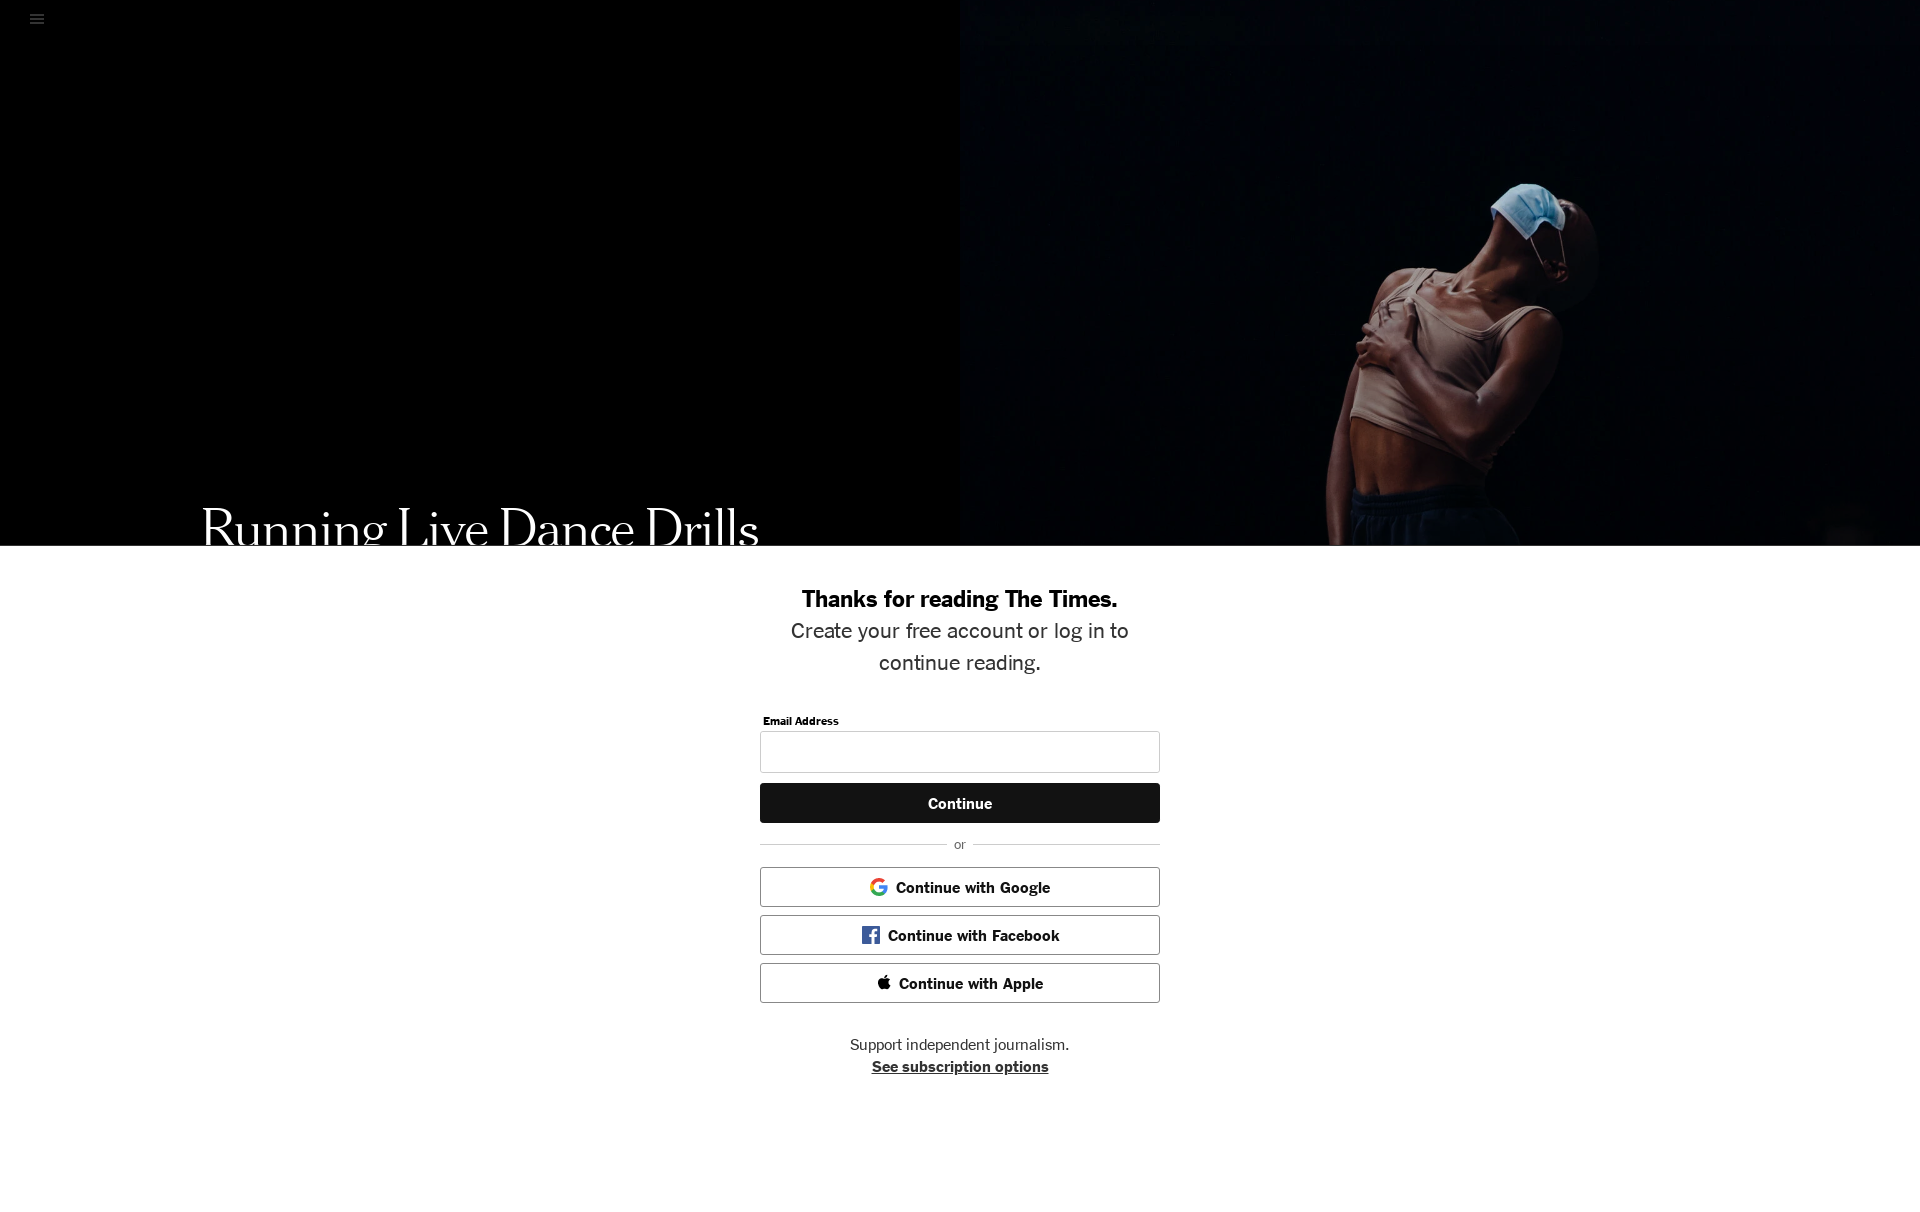 Running Live Dance Drills
Thanks for reading The Times.
Create your free account or log in to
continue reading.
Email Address
Continue
or
Continue with Google
Continue with Facebook
Continue with Apple
Support independent journalism.
See subscription options